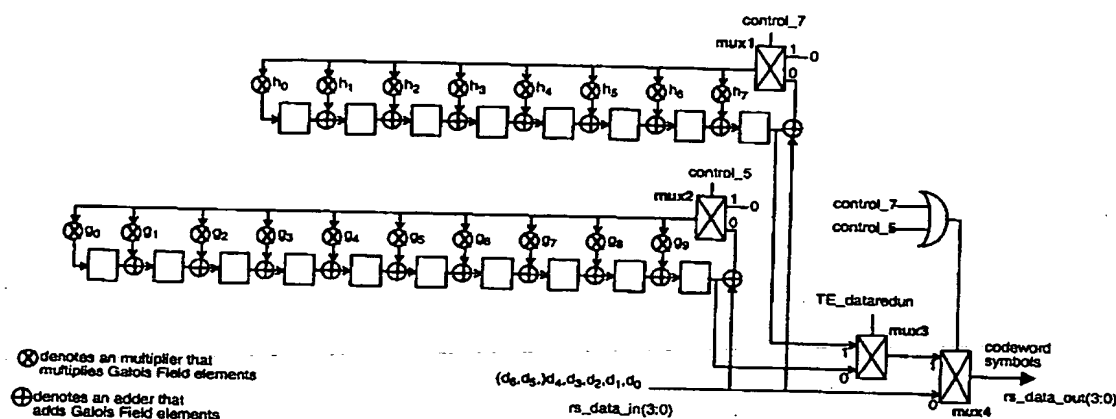 control_7
mux1
1
0
0
h0
h1
h2
h3
h4
h5
h6
h7
control_5
mux2
1
0
0
g0
g1
g2
g3
g4
g5
g6
g7
g8
g9
control_7
control_5
TE_dataredun
mux3
1
0
codeword
symbols
1
0
mux4
rs_data_out(3:0)
{d6,d5,}d4,d3,d2,d1,d0
rs_data_in(3:0)
denotes an multiplier that
multiplies Galois Field elements
denotes an adder that
adds Galois Field elements